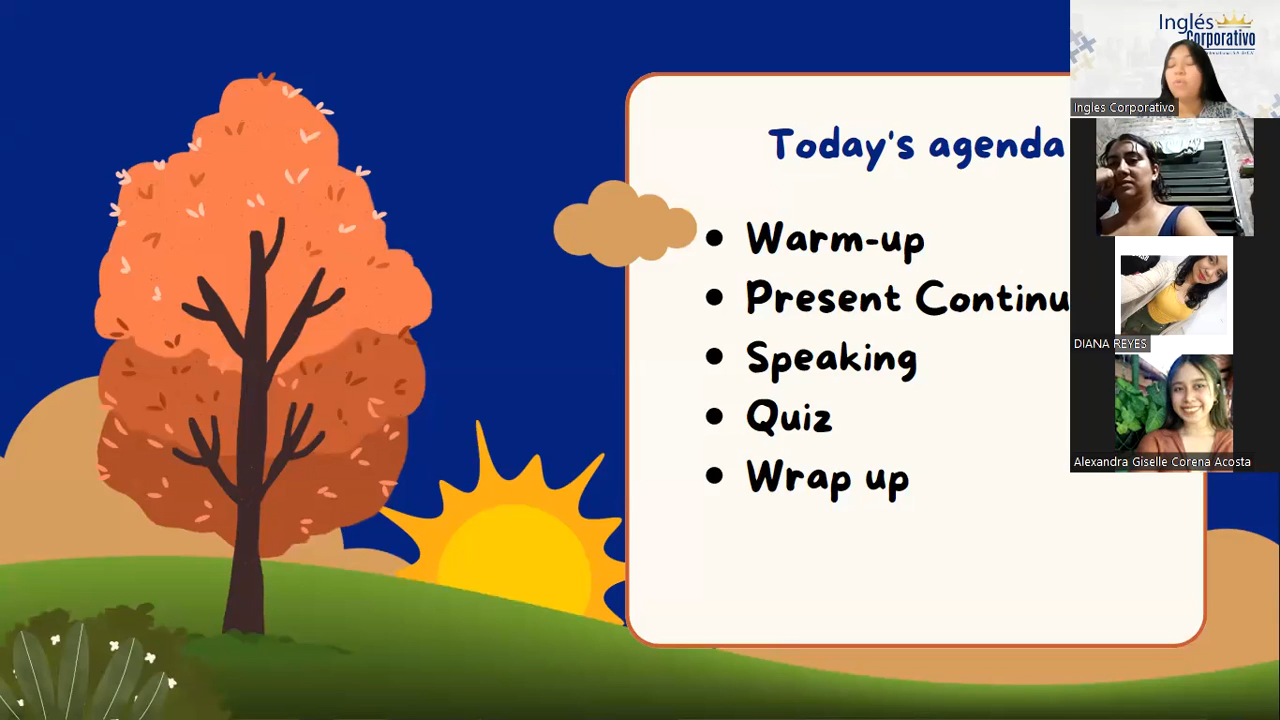 Today's agenda
Warm-up
Present Continu
Speaking
Quiz
Wrap up
Inglés
Corporativo
Ingles Corporativo
DIANA REYES
Alexandra Giselle Corena Acosta